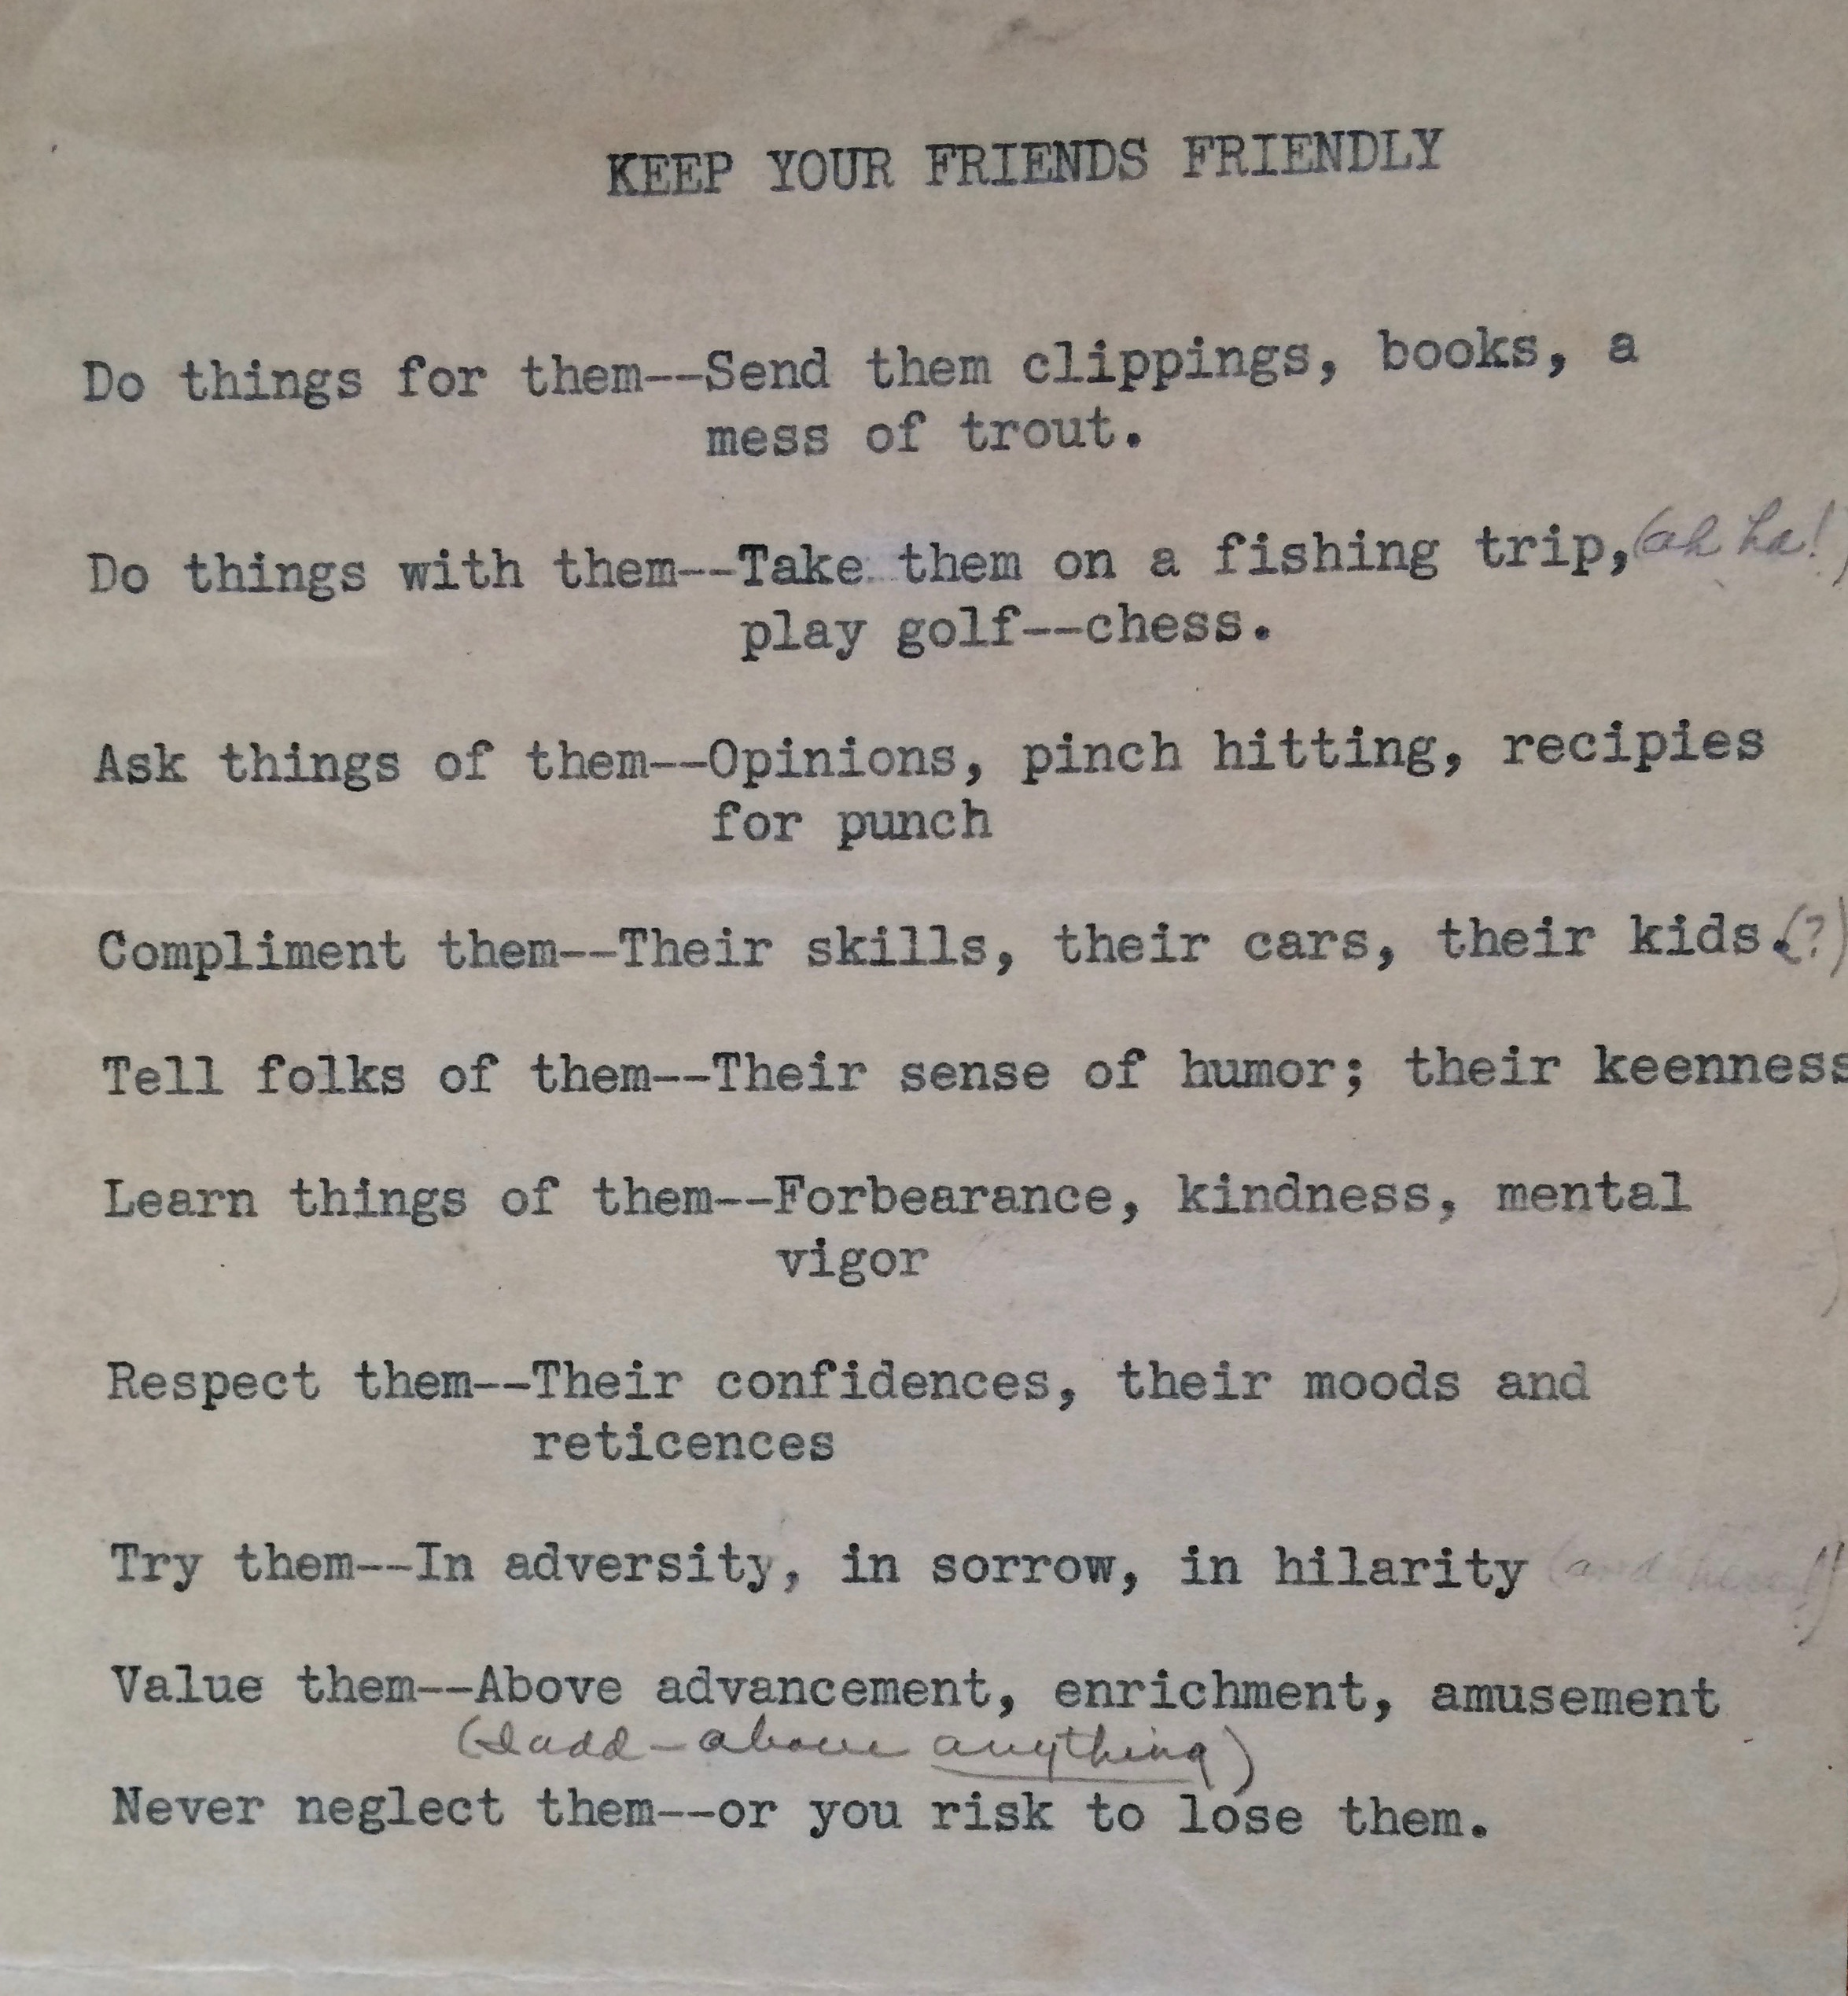 KEEP YOUR FRIENDS FRIENDLY
Do things for them--Send them clippings, books, a
mess of trout.
Do things with them--Take them on a fishing trip, (ah ha!)
play golf--chess.
Ask things of them--Opinions, pinch hitting, recipies
for punch
Compliment them--Their skills, their cars, their kids.(?)
Tell folks of them--Their sense of humor; their keenness
Learn things of them--Forbearance, kindness, mental
vigor
Respect them--Their confidences, their moods and
reticences
Try them--In adversity, in sorrow, in hilarity (and
Value them--Above advancement, enrichment, amusement
(I add - above anything)
Never neglect them--or you risk to lose them.